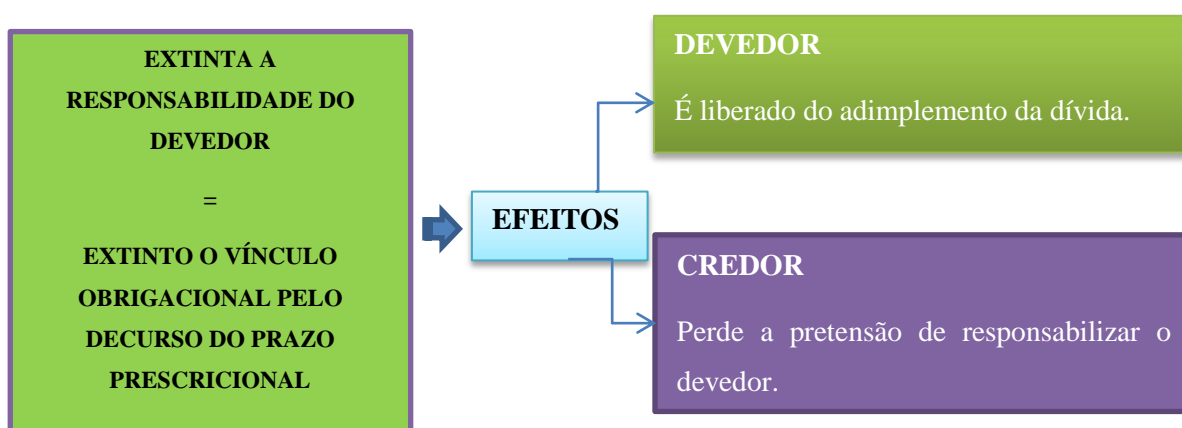 EXTINTA A
RESPONSABILIDADE DO
DEVEDOR
=
EXTINTO O VÍNCULO
OBRIGACIONAL PELO
DECURSO DO PRAZO
PRESCRICIONAL
EFEITOS
DEVEDOR
É liberado do adimplemento da dívida.
CREDOR
Perde a pretensão de responsabilizar o
devedor.